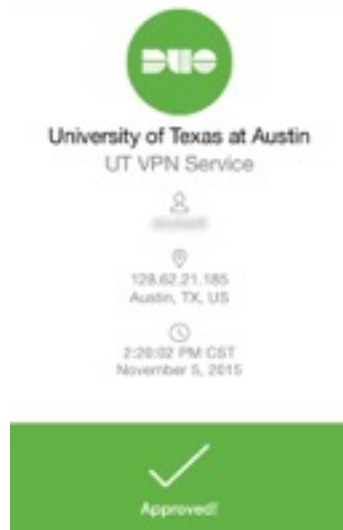 DUO
University of Texas at Austin
UT VPN Service
128.62.21.185
Austin, TX, US
2:20:02 PM CST
November 5, 2015
Approved!